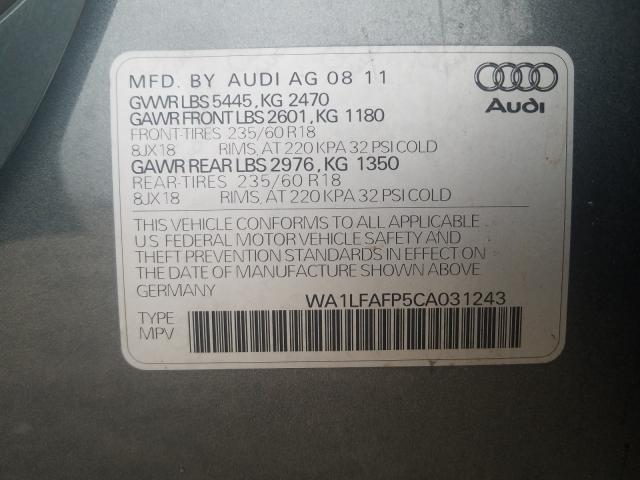 MFD. BY AUDI AG 08 11
Audi
GVWR LBS 5445, KG 2470
GAWR FRONT LBS 2601, KG 1180
FRONT-TIRES 235/60 R18
8JX18 RIMS, AT 220 KPA 32 PSI COLD
GAWR REAR LBS 2976, KG 1350
REAR-TIRES 235/60 R18
8JX18 RIMS, AT 220 KPA 32 PSI COLD
THIS VEHICLE CONFORMS TO ALL APPLICABLE
U.S. FEDERAL MOTOR VEHICLE SAFETY AND
THEFT PREVENTION STANDARDS IN EFFECT ON
THE DATE OF MANUFACTURE SHOWN ABOVE
GERMANY WA1LFAFP5CA031243
TYPE
MPV